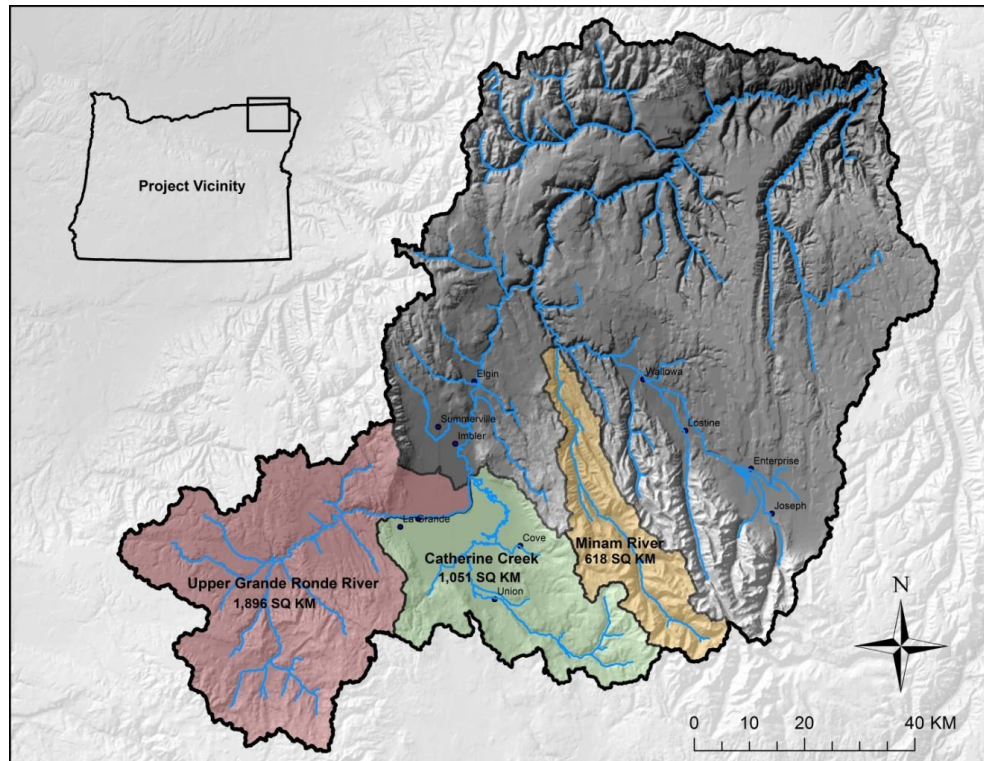 Project Vicinity
Elgin
Wallowa
Summerville
Imbler
Lostine
Enterprise
Joseph
La Grande
Cove
Catherine Creek
1,051 SQ KM
Minam River
618 SQ KM
Upper Grande Ronde River
1,896 SQ KM
Union
N
0 10 20 40 KM